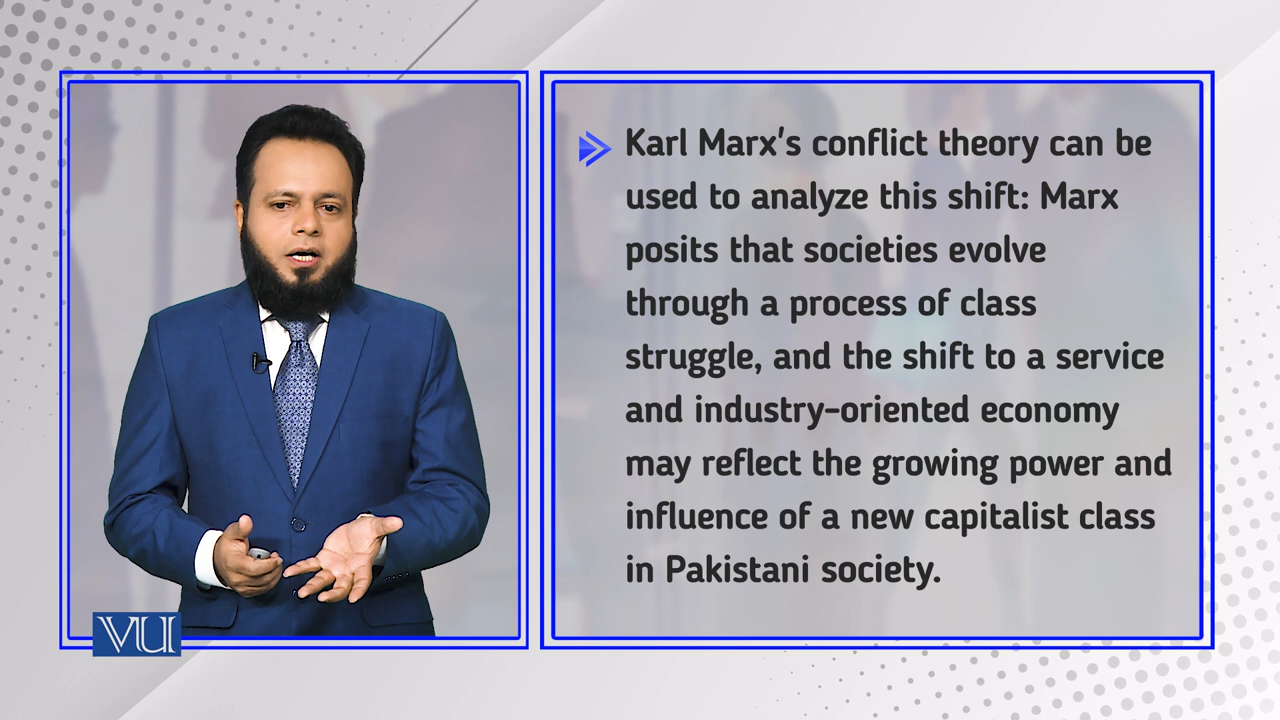 Karl Marx's conflict theory can be
used to analyze this shift: Marx
posits that societies evolve
through a process of class
struggle, and the shift to a service
and industry-oriented economy
may reflect the growing power and
influence of a new capitalist class
in Pakistani society.
VU